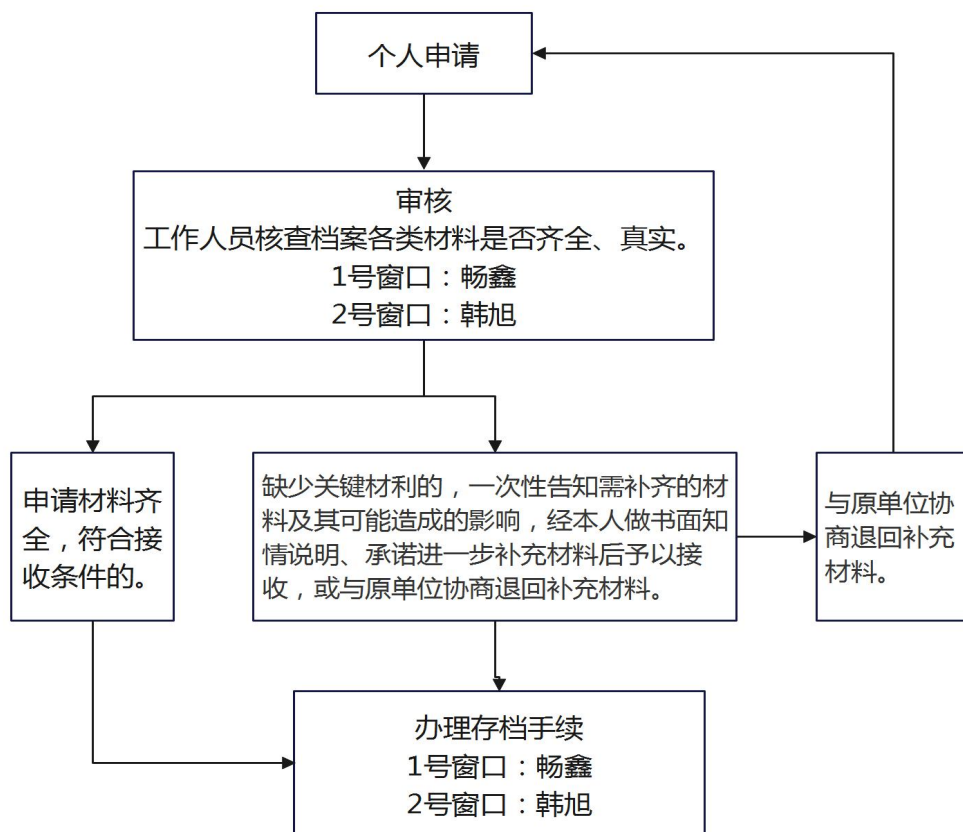 个人申请
审核
工作人员核查档案各类材料是否齐全、真实。
1号窗口：畅鑫
2号窗口：韩旭
申请材料齐
全，符合接
收条件的。
缺少关键材利的，一次性告知需补齐的材
料及其可能造成的影响，经本人做书面知
情说明、承诺进一步补充材料后予以接
收，或与原单位协商退回补充材料。
与原单位协
商退回补充
材料。
办理存档手续
1号窗口：畅鑫
2号窗口：韩旭